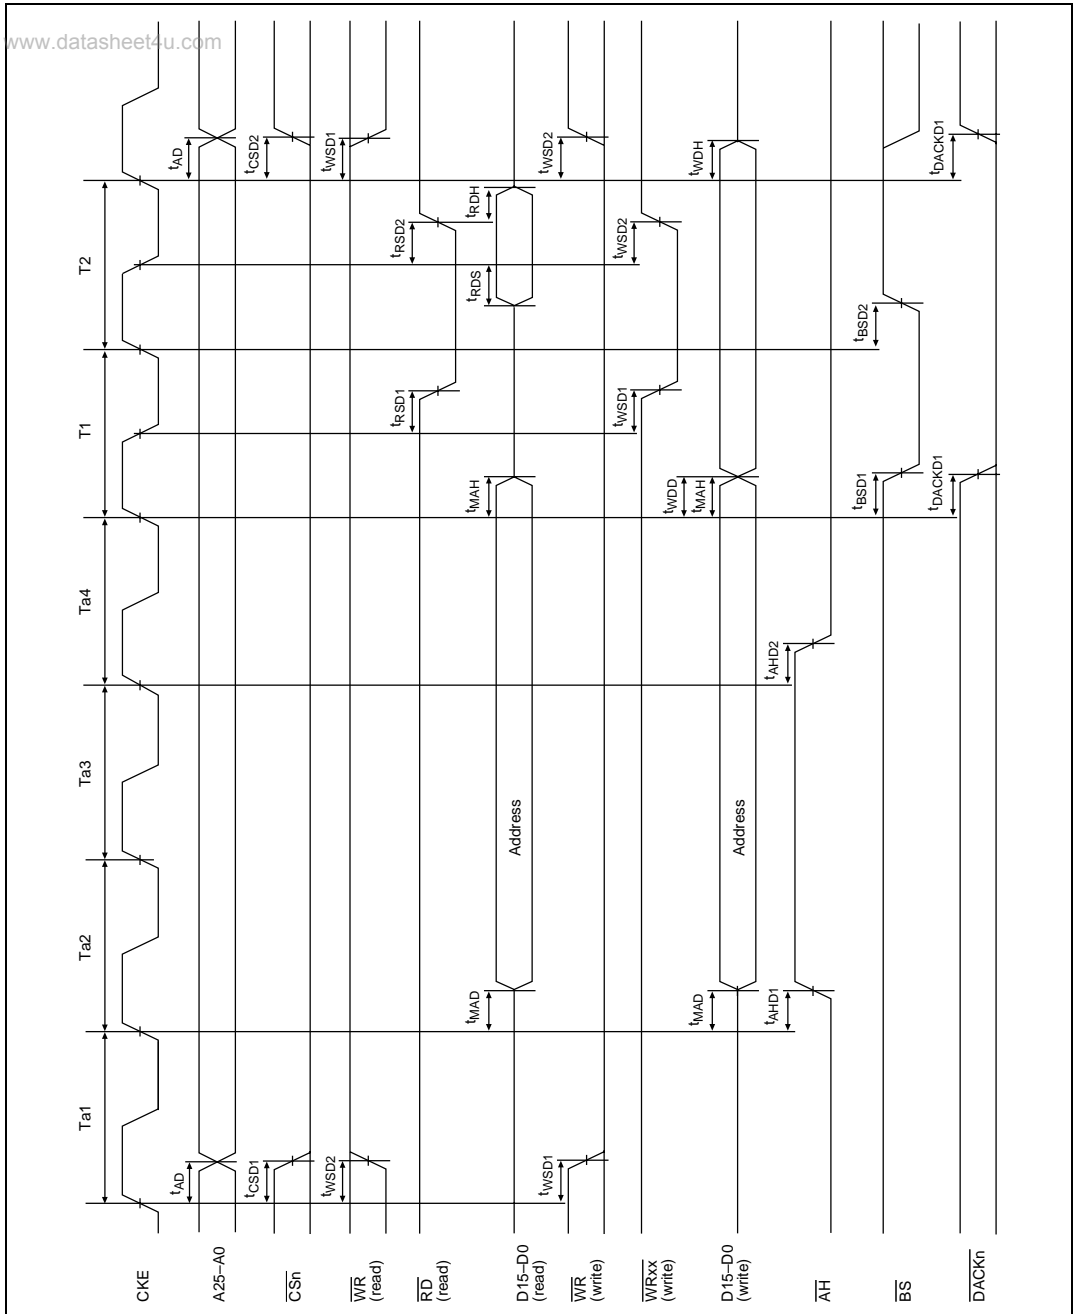 www.datasheet4u.com
Ta1
Ta2
Ta3
Ta4
T1
T2
CKE
A25–A0
tAD
tAD
CSn
tCSD1
tCSD2
WR
(read)
tWSD2
tWSD1
RD
(read)
tRSD1
tRSD2
D15–D0
(read)
tMAD
Address
tMAH
tRDS
tRDH
WR
(write)
tWSD1
tWSD2
WRxx
(write)
tWSD1
tWSD2
D15–D0
(write)
tMAD
Address
tWDD
tMAH
tWDH
AH
tAHD1
tAHD2
BS
tBSD1
tBSD2
DACKn
tDACKD1
tDACKD1